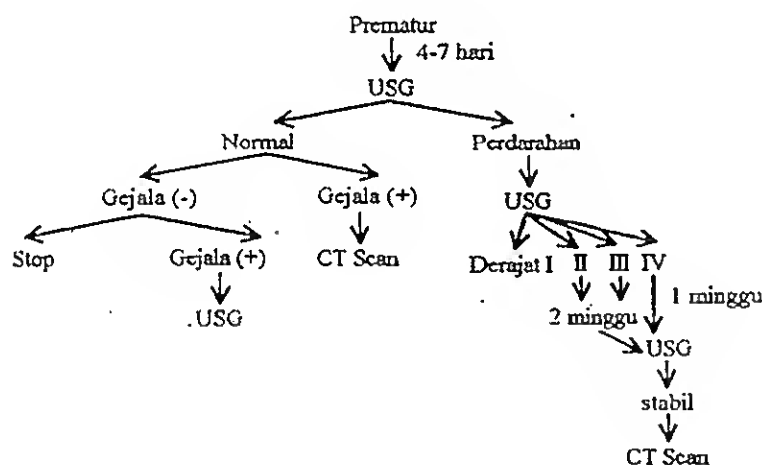 Prematur
4-7 hari
USG
Normal
Perdarahan
Gejala (-)
Gejala (+)
USG
Stop
Gejala (+)
CT Scan
Derajat I II III IV
USG
2 minggu
1 minggu
USG
stabil
CT Scan